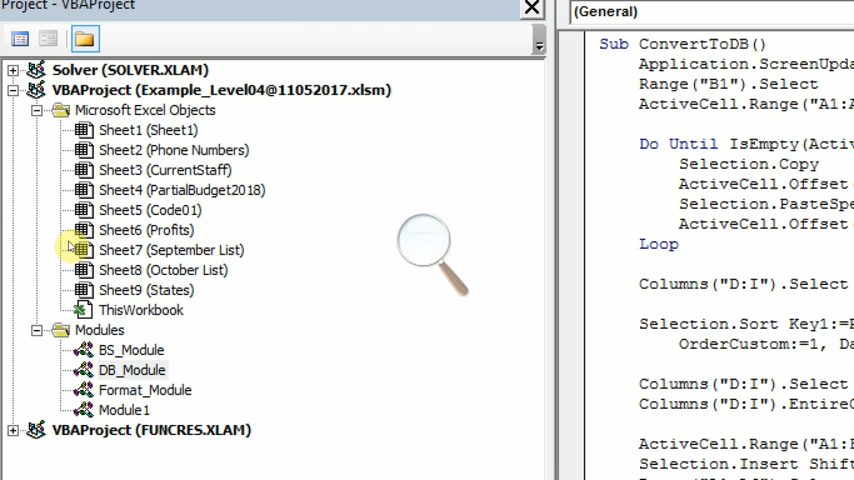 Project - VBAProject
Solver (SOLVER.XLAM)
VBAProject (Example_Level04@11052017.xlsm)
Microsoft Excel Objects
Sheet1 (Sheet1)
Sheet2 (Phone Numbers)
Sheet3 (CurrentStaff)
Sheet4 (PartialBudget2018)
Sheet5 (Code01)
Sheet6 (Profits)
Sheet7 (September List)
Sheet8 (October List)
Sheet9 (States)
ThisWorkbook
Modules
BS_Module
DB_Module
Format_Module
Module1
VBAProject (FUNCRES.XLAM)
(General)
Sub ConvertToDB()
Application.ScreenUpda
Range("B1").Select
ActiveCell.Range("A1:A
Do Until IsEmpty(Activ
Selection.Copy
ActiveCell.Offset
Selection.PasteSpe
ActiveCell.Offset
Loop
Columns("D:I").Select
Selection.Sort Key1:=
OrderCustom:=1, Da
Columns("D:I").Select
Columns("D:I").EntireC
ActiveCell.Range("A1:
Selection.Insert Shift